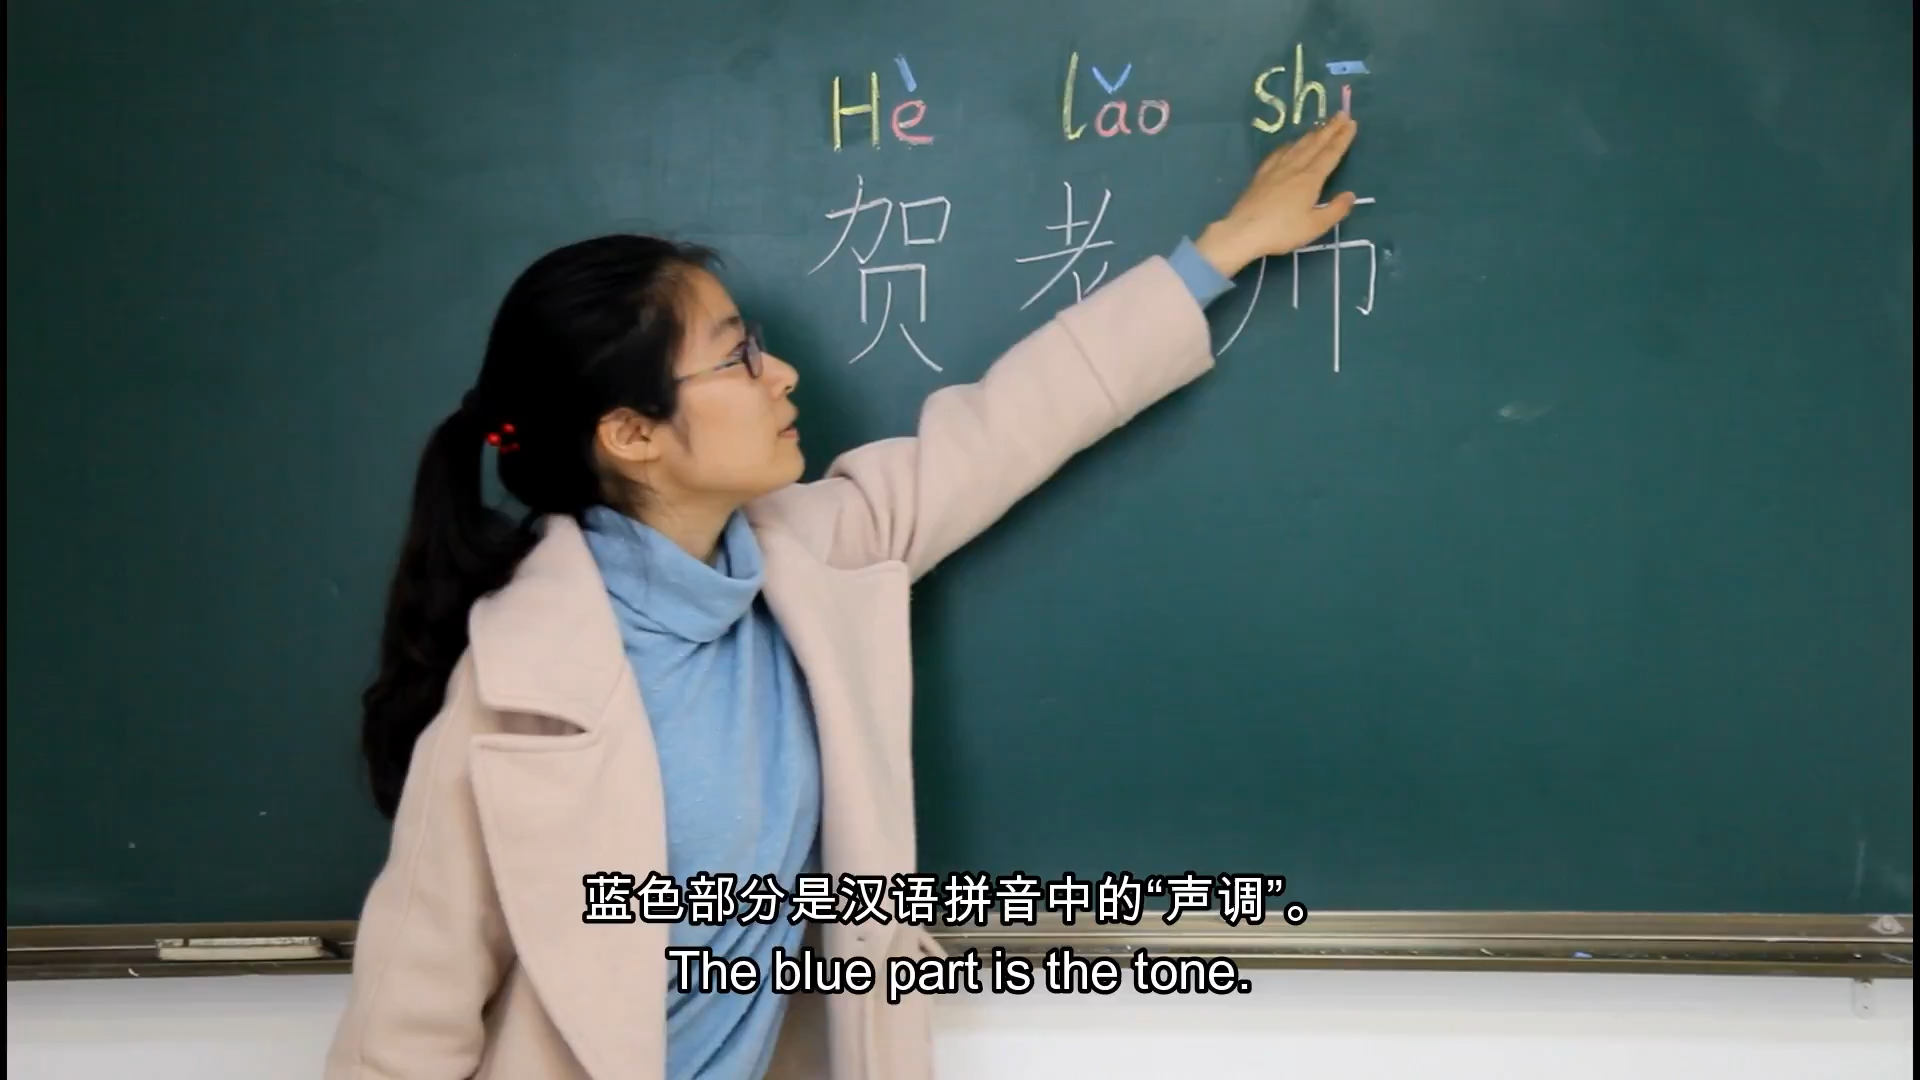 Hè lǎo shī
贺老师
蓝色部分是汉语拼音中的“声调”。
The blue part is the tone.